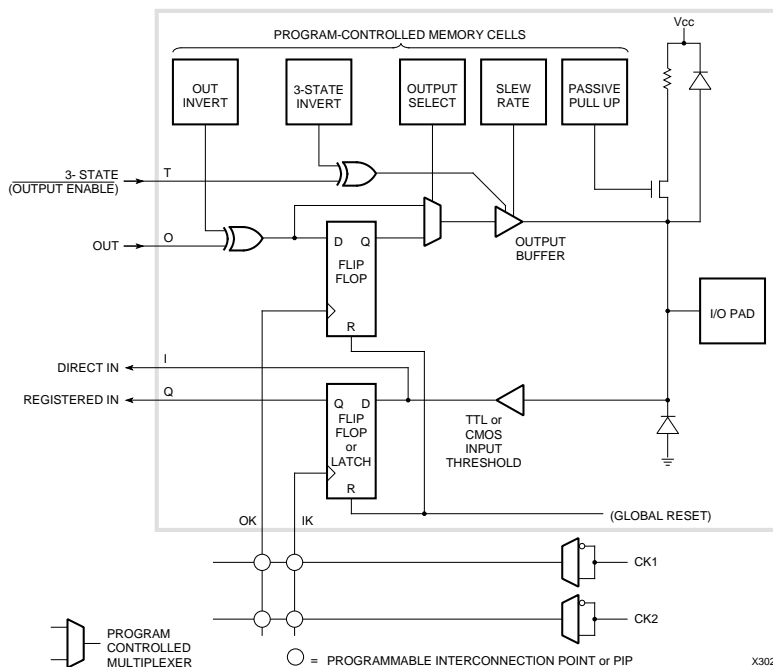 Vcc
PROGRAM-CONTROLLED MEMORY CELLS
OUT
INVERT
3-STATE
INVERT
OUTPUT
SELECT
SLEW
RATE
PASSIVE
PULL UP
3- STATE
(OUTPUT ENABLE)
T
OUT
O
D Q
FLIP
FLOP
R
OUTPUT
BUFFER
I/O PAD
DIRECT IN
I
REGISTERED IN
Q
Q D
FLIP
FLOP
or
LATCH
R
TTL or
CMOS
INPUT
THRESHOLD
OK
IK
(GLOBAL RESET)
CK1
CK2
PROGRAM
CONTROLLED
MULTIPLEXER
= PROGRAMMABLE INTERCONNECTION POINT or PIP
X302